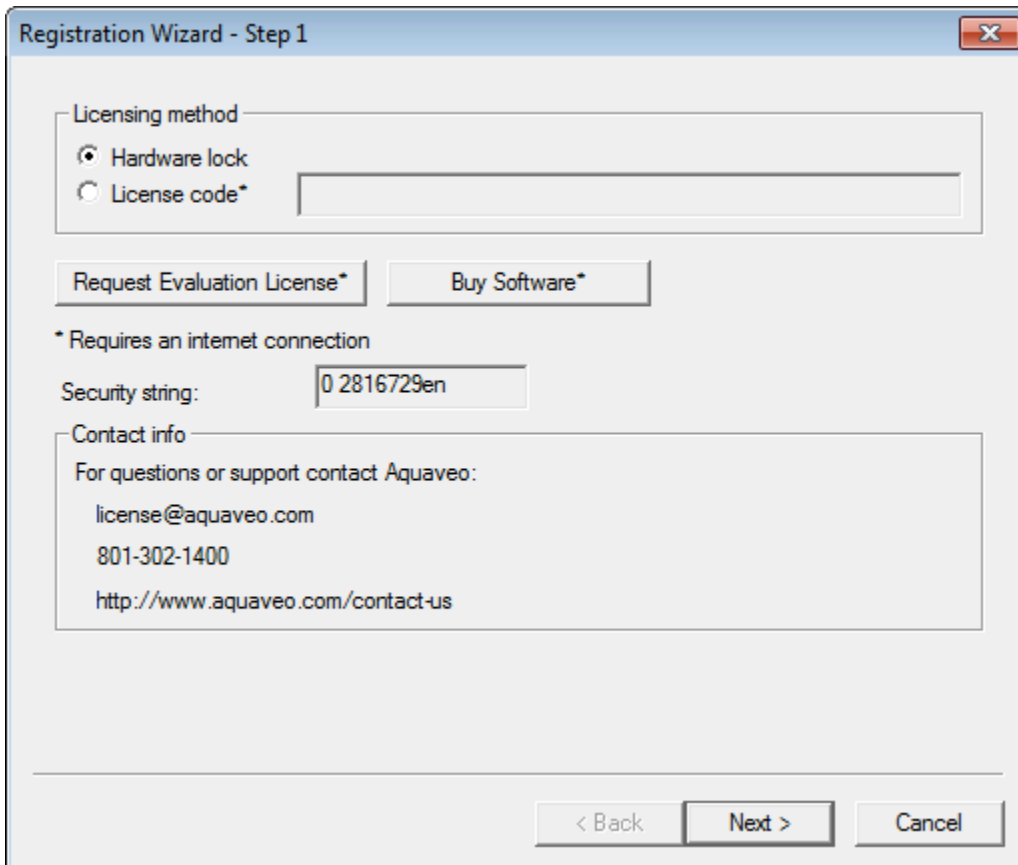 Registration Wizard - Step 1
Licensing method
Hardware lock
License code*
Request Evaluation License* Buy Software*
* Requires an internet connection
Security string: 0 2816729en
Contact info
For questions or support contact Aquaveo:
license@aquaveo.com
801-302-1400
http://www.aquaveo.com/contact-us
< Back Next > Cancel